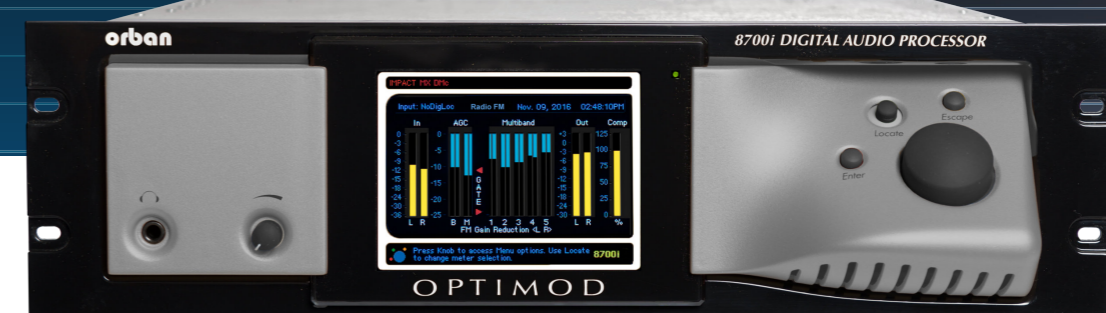 orban
8700i DIGITAL AUDIO PROCESSOR
IMPACT MX DMc
Input: NoDigLoc Radio FM Nov. 09, 2016 02:48:10PM
In AGC Multiband Out Comp
0 0 +3 125
-3 0
-6 -5 -3 100
-9 -6
-12 -10 -9 75
-15 -12
-18 -15 -15 50
-21 -18
-24 -20 -21 25
-30 -24
-36 -25 -30 0
GATE
L R B M 1 2 3 4 5 L R %
FM Gain Reduction <L R>
Press Knob to access Menu options. Use Locate
to change meter selection.
8700i
Escape
Locate
Enter
OPTIMOD